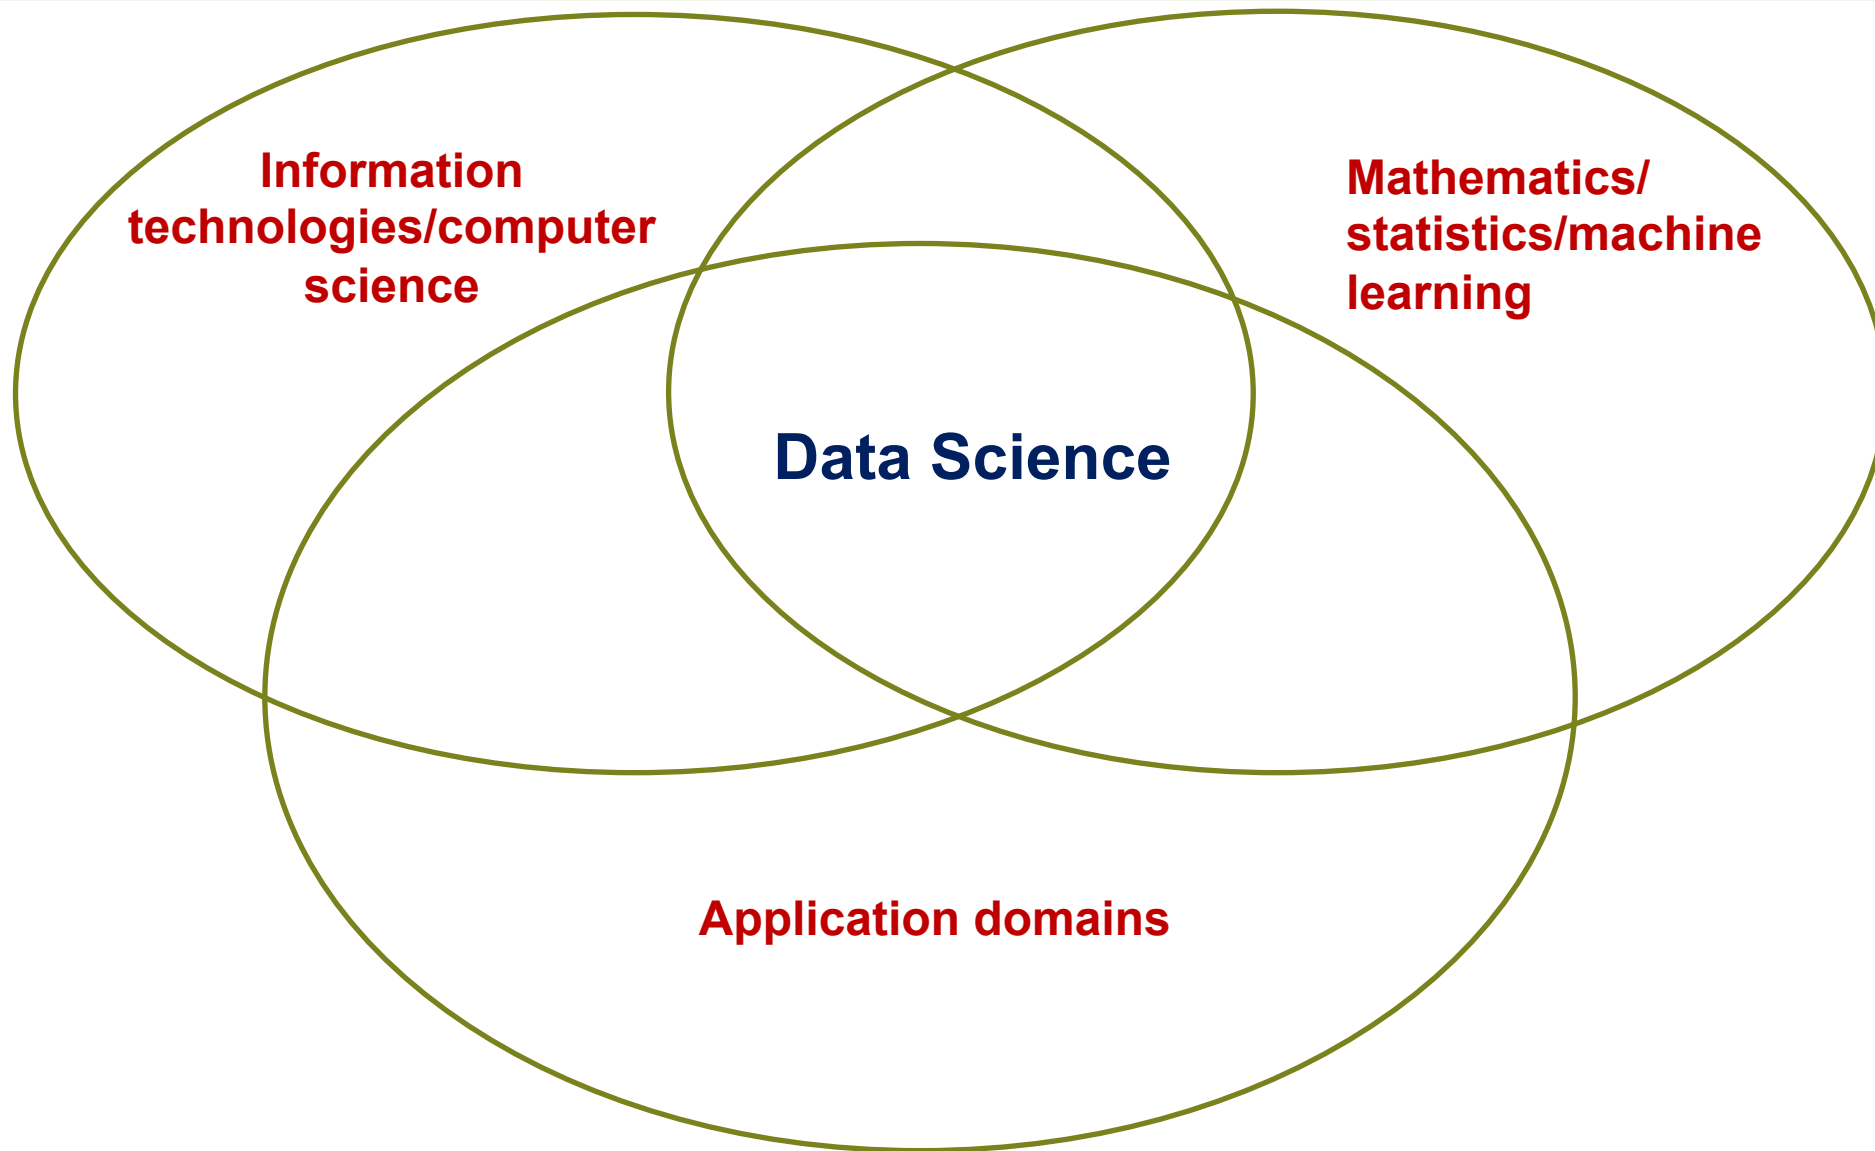 Information
technologies/computer
science
Mathematics/
statistics/machine
learning
Data Science
Application domains